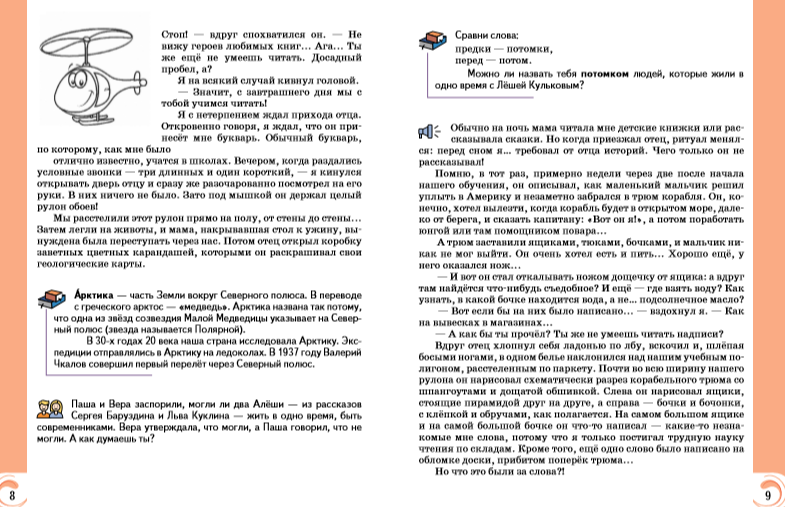 Стоп! — вдруг спохватился он. — Не
вижу героев любимых книг... Ага... Ты
же ещё не умеешь читать. Досадный
пробел, а?
Я на всякий случай кивнул головой.
— Значит, с завтрашнего дня мы с
тобой учимся читать!
Я с нетерпением ждал прихода отца.
Откровенно говоря, я ждал, что он при-
несёт мне букварь. Обычный букварь,
по которому, как мне было
отлично известно, учатся в школах. Вечером, когда раздались
условные звонки — три длинных и один короткий, — я кинулся
открывать дверь отцу и сразу же разочарованно посмотрел на его
руки. В них ничего не было. Зато под мышкой он держал целый
рулон обоев!
Мы расстелили этот рулон прямо на полу, от стены до стены...
Затем легли на животы, и мама, накрывавшая стол к ужину, вы-
нуждена была переступать через нас. Потом отец открыл коробку
заветных цветных карандашей, которыми он раскрашивал свои
геологические карты.
Арктика — часть Земли вокруг Северного полюса. В переводе
с греческого арктос — «медведь». Арктика названа так потому,
что одна из звёзд созвездия Малой Медведицы указывает на Север-
ный полюс (звезда называется Полярной).
В 30-х годах 20 века наша страна исследовала Арктику. Экс-
педиции отправлялись в Арктику на ледоколах. В 1937 году Валерий
Чкалов совершил первый перелёт через Северный полюс.
Паша и Вера заспорили, могли ли два Алёши — из рассказов
Сергея Баруздина и Льва Куклина — жить в одно время, быть
современниками. Вера утверждала, что могли, а Паша говорил, что не
могли. А как думаешь ты?
8
Сравни слова:
предки — потомки,
перед — потом.
Можно ли назвать тебя потомком людей, которые жили в
одно время с Лёшей Кульковым?
Обычно на ночь мама читала мне детские книжки или рас-
сказывала сказки. Но когда приезжал отец, ритуал менял-
ся: перед сном я... требовал от отца историй. Чего только он не
рассказывал!
Помню, в тот раз, примерно недели через две после начала
нашего обучения, он описывал, как маленький мальчик решил
уплыть в Америку и незаметно забрался в трюм корабля. Он, ко-
нечно, хотел вылезти, когда корабль будет в открытом море, дале-
ко от берега, и сказать капитану: «Вот он я!», а потом поработать
юнгой или там помощником повара...
А трюм заставили ящиками, тюками, бочками, и мальчик ни-
как не мог выйти. Он очень хотел есть и пить... Хорошо ещё, у
него оказался нож...
— И вот он стал откалывать ножом дощечку от ящика: а вдруг
там найдётся что-нибудь съедобное? И ещё — где взять воду? Как
узнать, в какой бочке находится вода, а не... подсолнечное масло?
— Вот если бы на них было написано... — вздохнул я. — Как
на вывесках в магазинах...
— А как бы ты прочёл? Ты же не умеешь читать надписи?
Вдруг отец хлопнул себя ладонью по лбу, вскочил и, шлёпая
босыми ногами, в одном белье наклонился над нашим учебным по-
лигоном, расстеленным по паркету. Почти во всю ширину нашего
рулона он нарисовал схематически разрез корабельного трюма со
шпангоутами и дощатой обшивкой. Слева он нарисовал ящики,
стоящие пирамидой друг на друге, а справа — бочки и бочонки,
с клёпкой и обручами, как полагается. На самом большом ящике
и на самой большой бочке он что-то написал — какие-то незна-
комые мне слова, потому что я только постигал трудную науку
чтения по складам. Кроме того, ещё одно слово было написано на
обломке доски, прибитом поперёк трюма...
Но что это были за слова?!
9